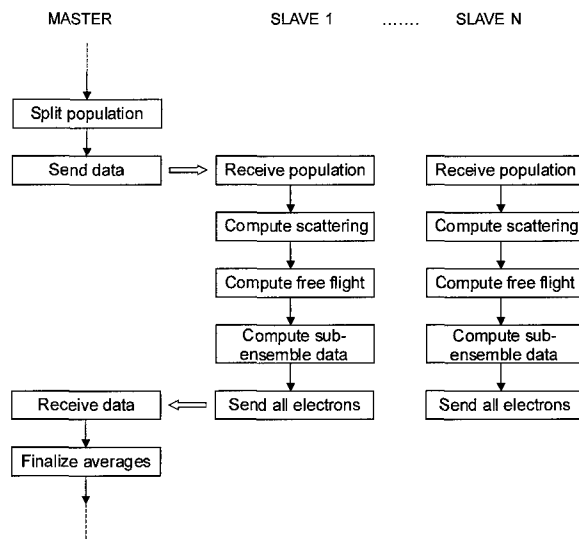 MASTER SLAVE 1 ....... SLAVE N
Split population
Send data Receive population Receive population
Compute scattering Compute scattering
Compute free flight Compute free flight
Compute sub- Compute sub-
ensemble data ensemble data
Receive data Send all electrons Send all electrons
Finalize averages